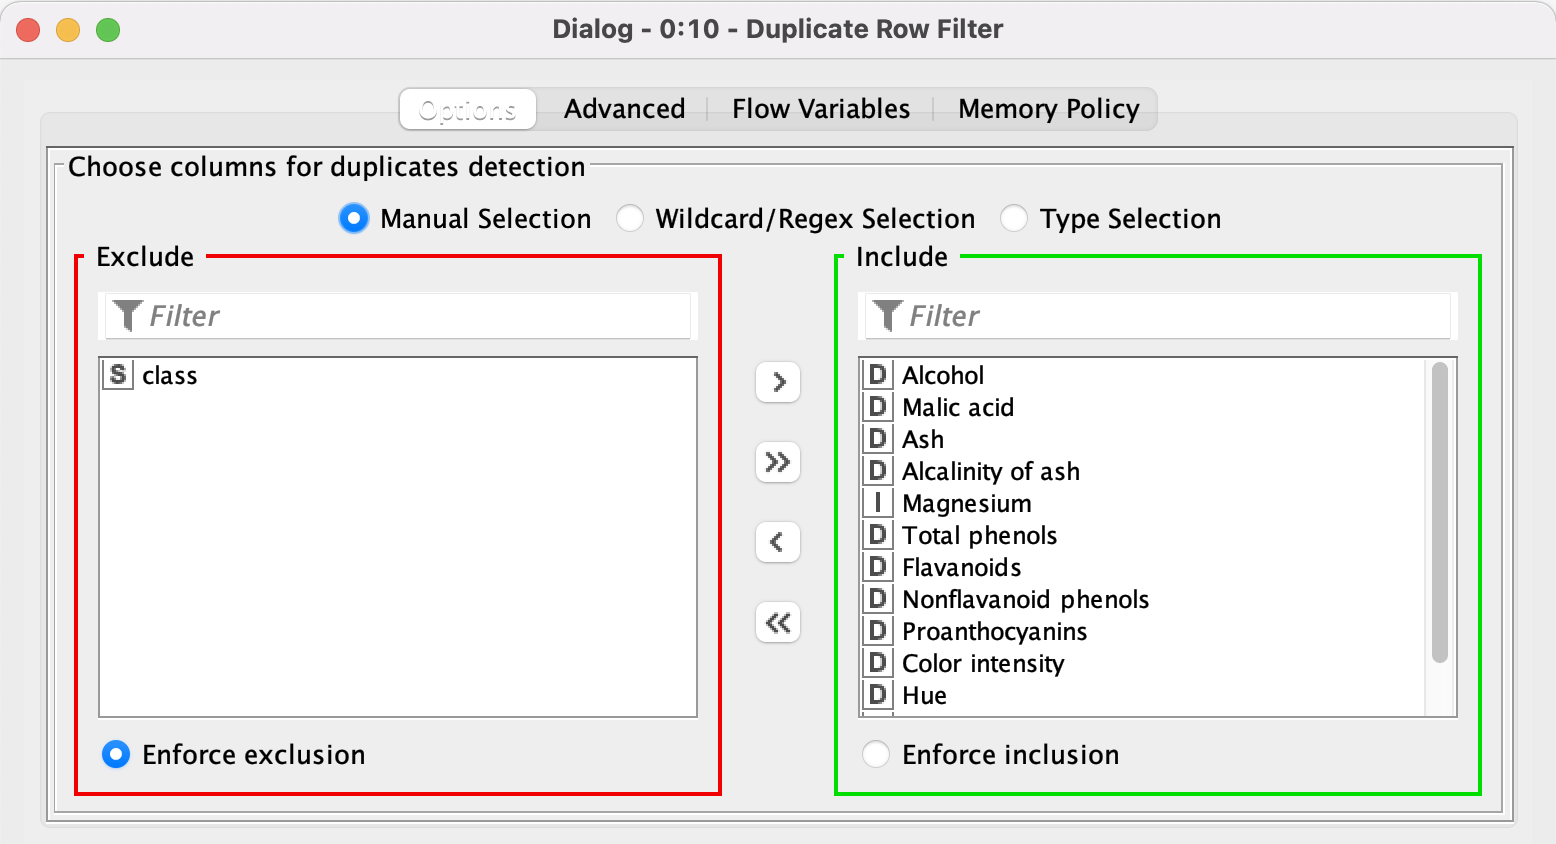 Dialog - 0:10 - Duplicate Row Filter
Options Advanced Flow Variables Memory Policy
Choose columns for duplicates detection
Manual Selection Wildcard/Regex Selection Type Selection
Exclude Include
Filter Filter
S class
> >> < <<
D Alcohol
D Malic acid
D Ash
D Alcalinity of ash
I Magnesium
D Total phenols
D Flavanoids
D Nonflavanoid phenols
D Proanthocyanins
D Color intensity
D Hue
Enforce exclusion Enforce inclusion